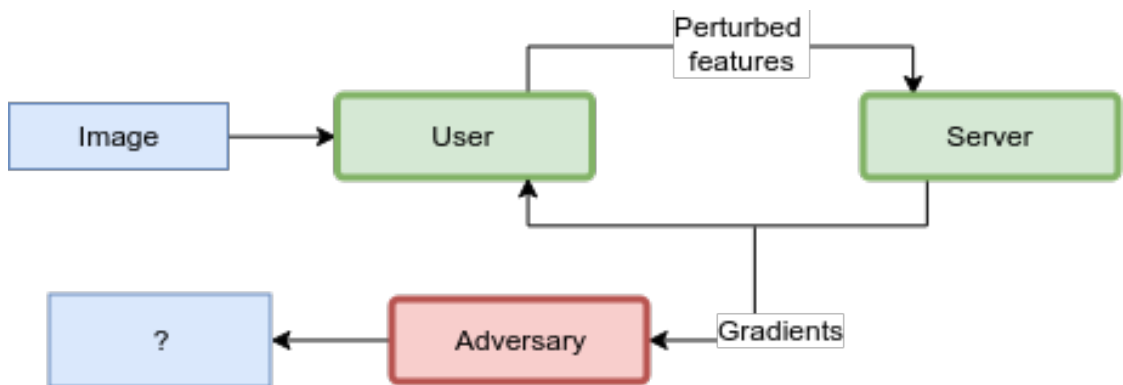 Perturbed
features
Image
User
Server
Gradients
?
Adversary